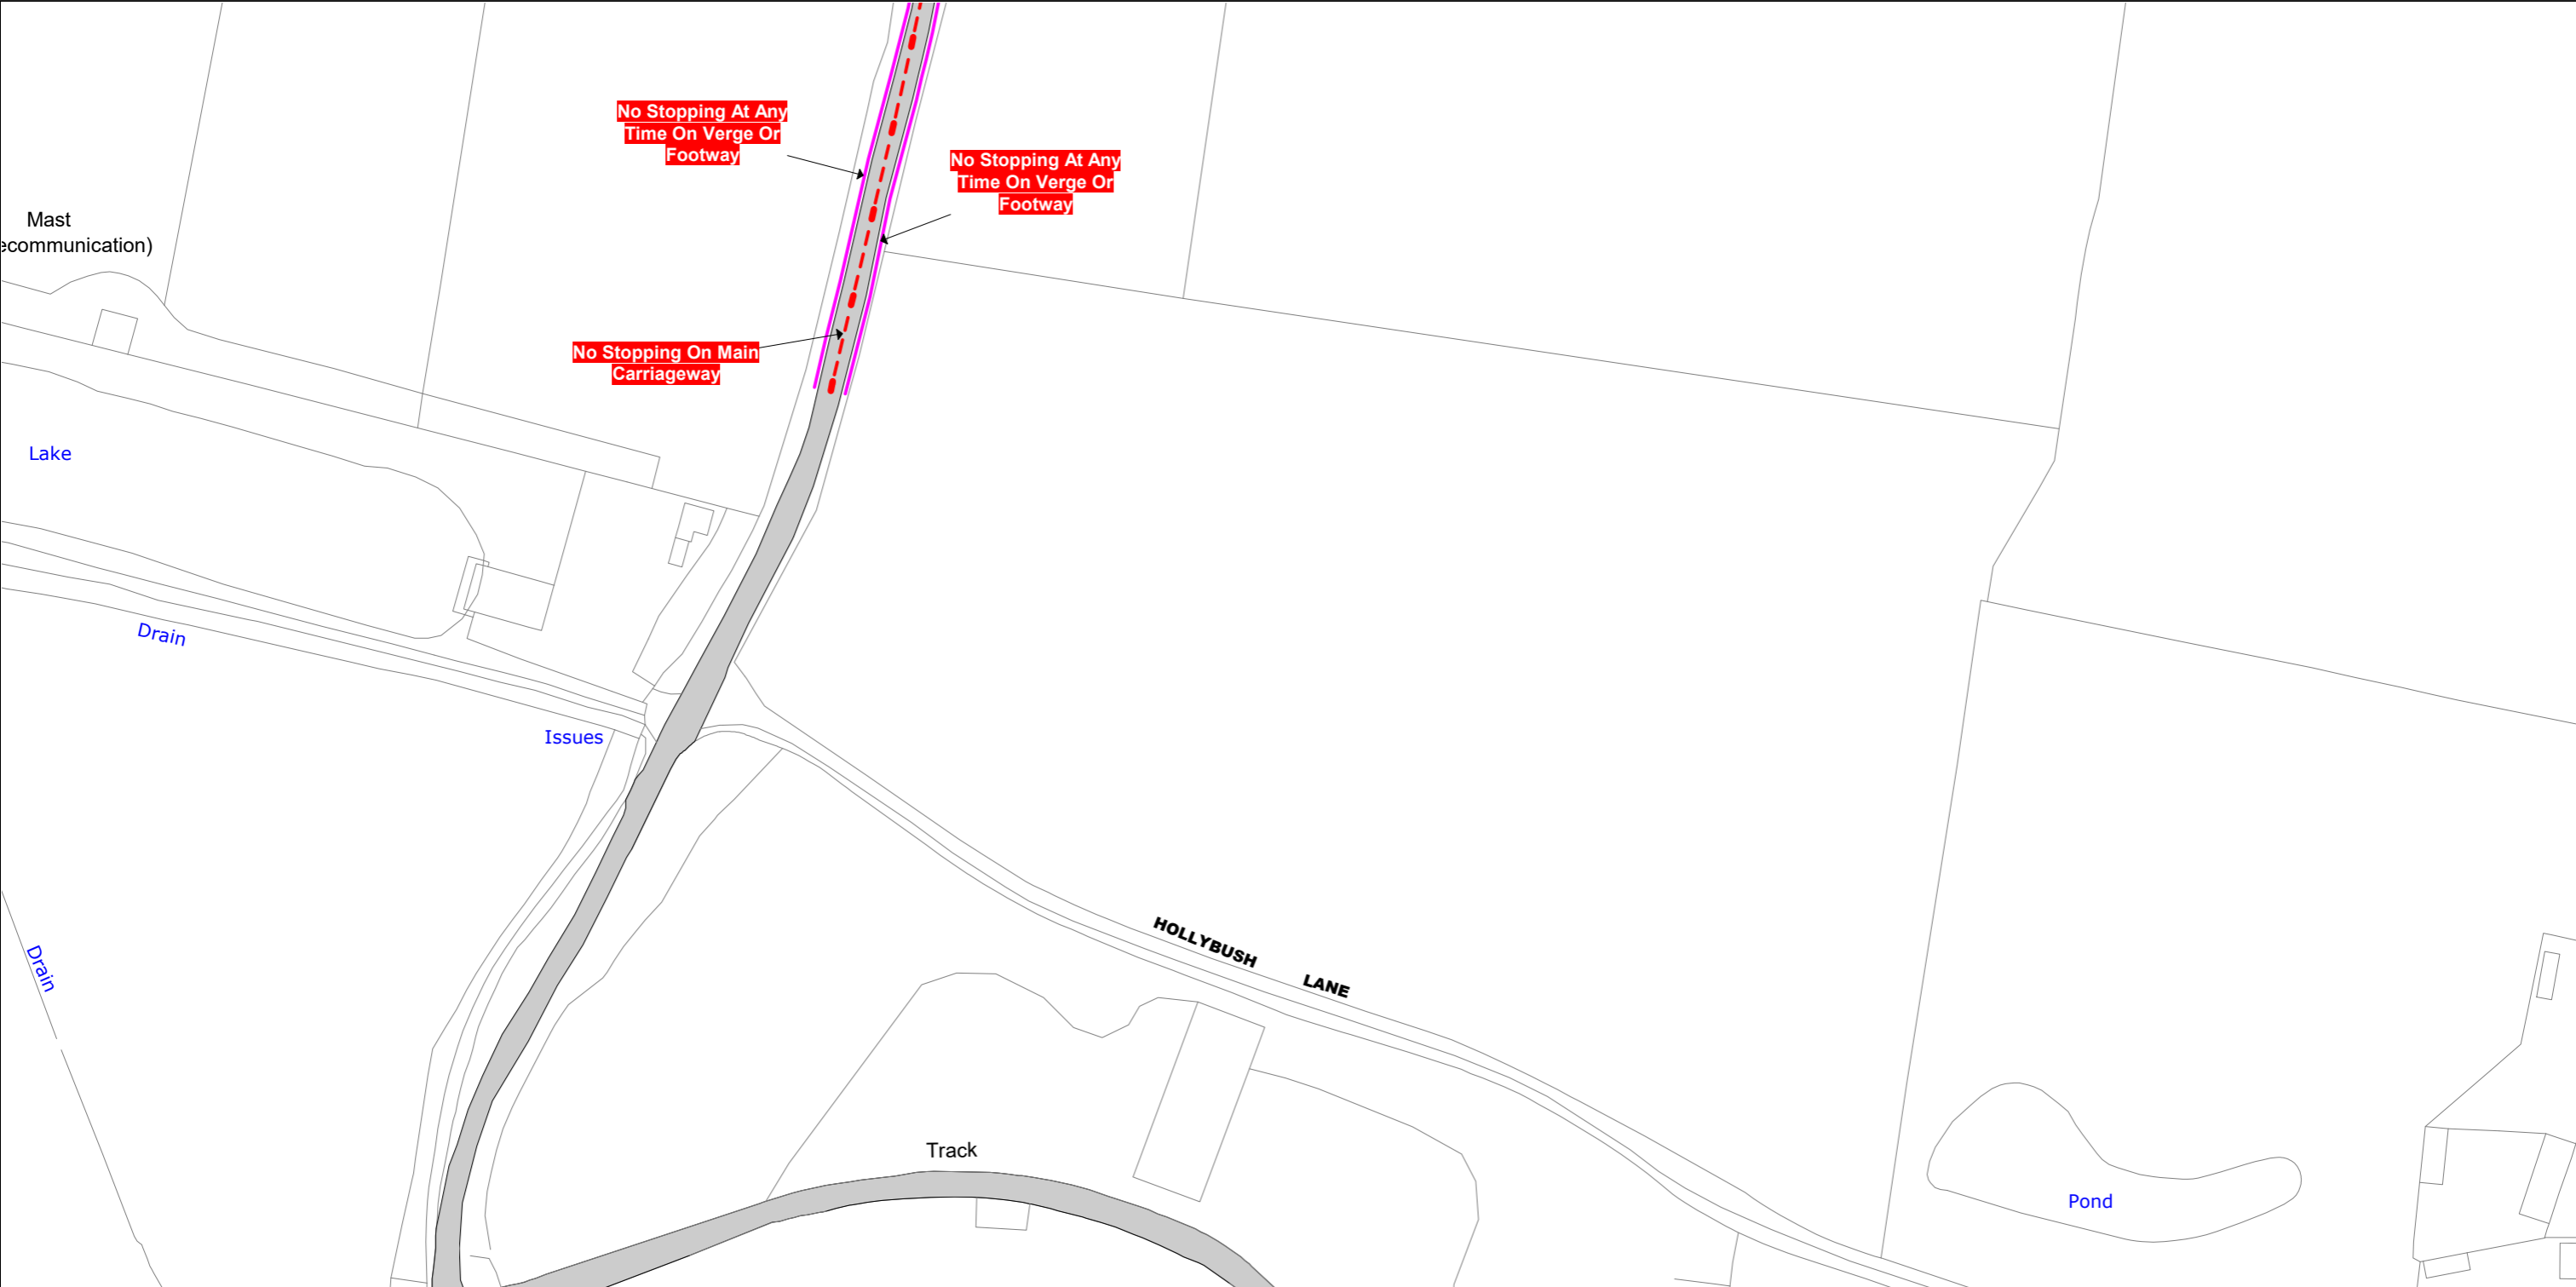 No Stopping At Any
Time On Verge Or
Footway
No Stopping At Any
Time On Verge Or
Footway
Mast
ecommunication)
No Stopping On Main
Carriageway
Lake
Drain
Issues
HOLLYBUSH LANE
Drain
Track
Pond